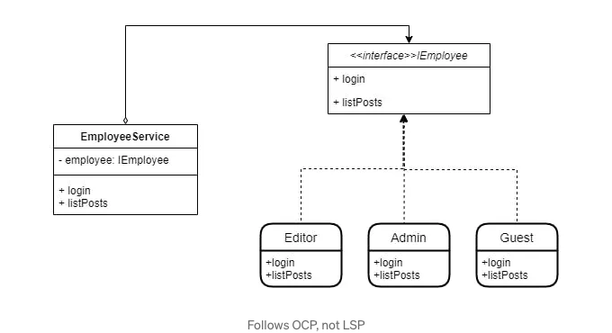 <<interface>>IEmployee
+ login
+ listPosts
EmployeeService
- employee: IEmployee
+ login
+ listPosts
Editor
+login
+listPosts
Admin
+login
+listPosts
Guest
+login
+listPosts
Follows OCP, not LSP